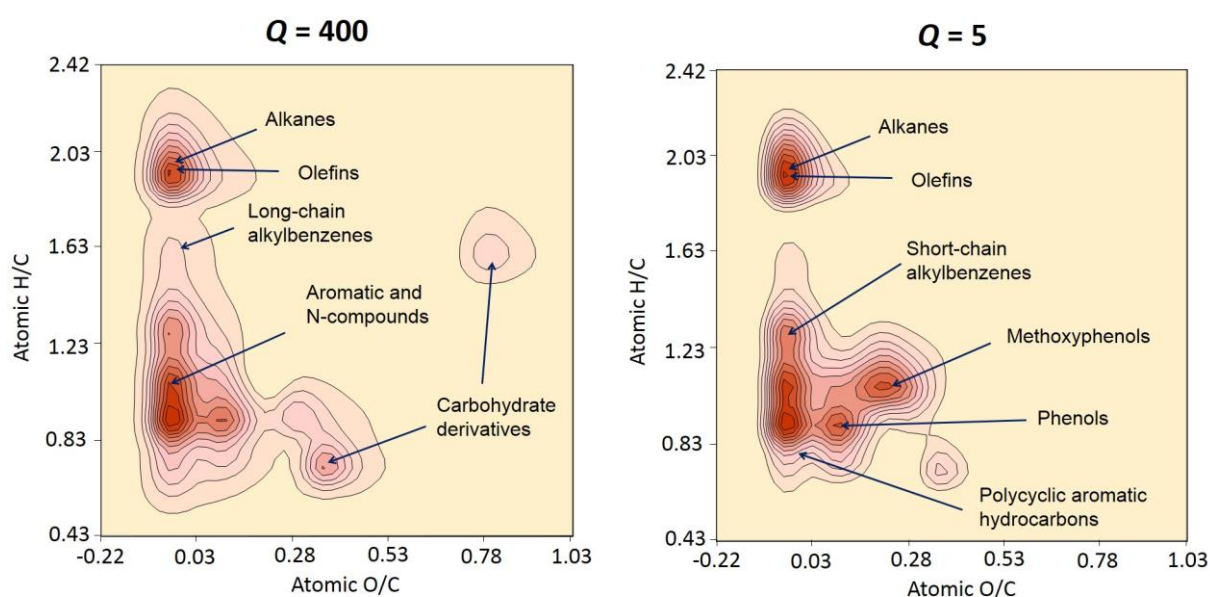 Q = 400
2.42
2.03
1.63
1.23
0.83
0.43
Atomic H/C
Alkanes
Olefins
Long-chain
alkylbenzenes
Aromatic and
N-compounds
Carbohydrate
derivatives
-0.22
0.03
0.28
0.53
0.78
1.03
Atomic O/C
Q = 5
2.42
2.03
1.63
1.23
0.83
0.43
Atomic H/C
Alkanes
Olefins
Short-chain
alkylbenzenes
Methoxyphenols
Phenols
Polycyclic aromatic
hydrocarbons
-0.22
0.03
0.28
0.53
0.78
1.03
Atomic O/C